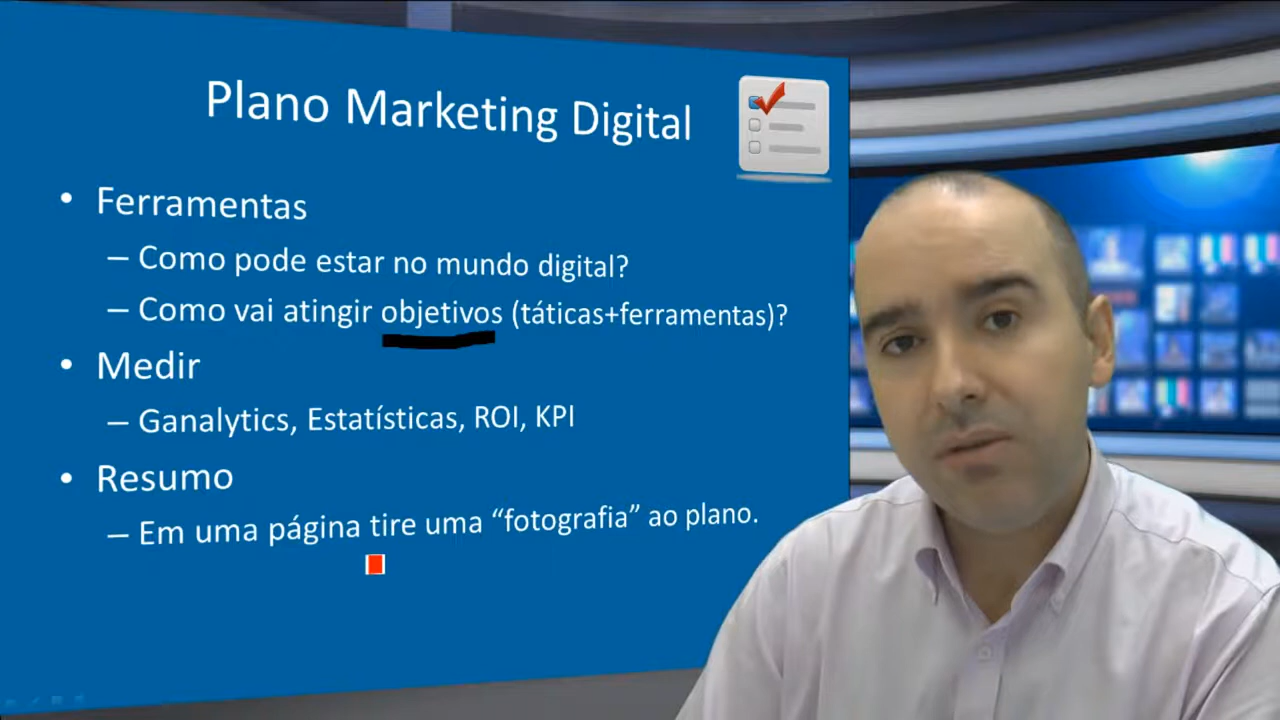 Plano Marketing Digital
• Ferramentas
– Como pode estar no mundo digital?
– Como vai atingir objetivos (táticas+ferramentas)?
• Medir
– Ganalytics, Estatísticas, ROI, KPI
• Resumo
– Em uma página tire uma “fotografia” ao plano.